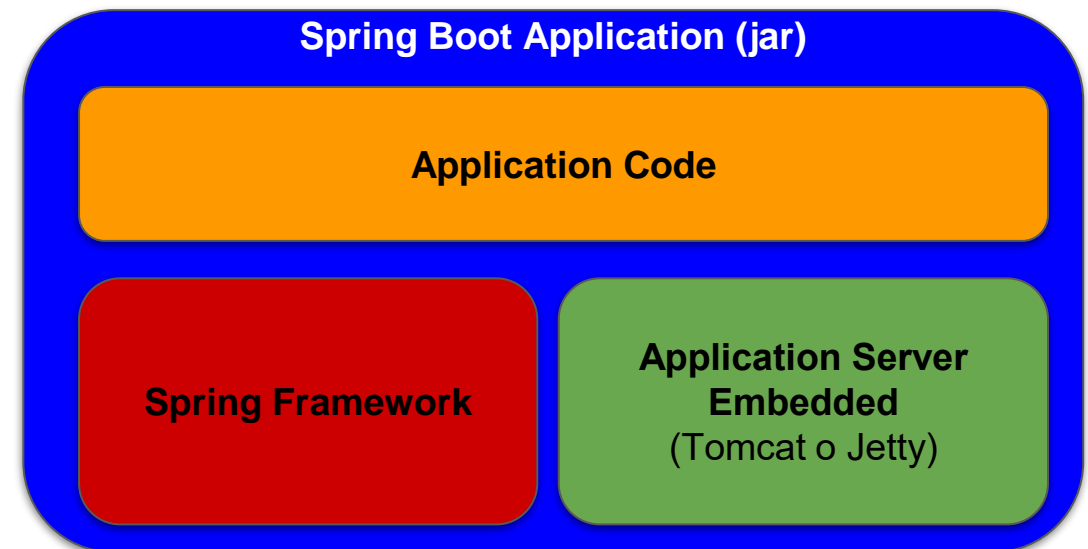 Spring Boot Application (jar)
Application Code
Spring Framework
Application Server
Embedded
(Tomcat o Jetty)